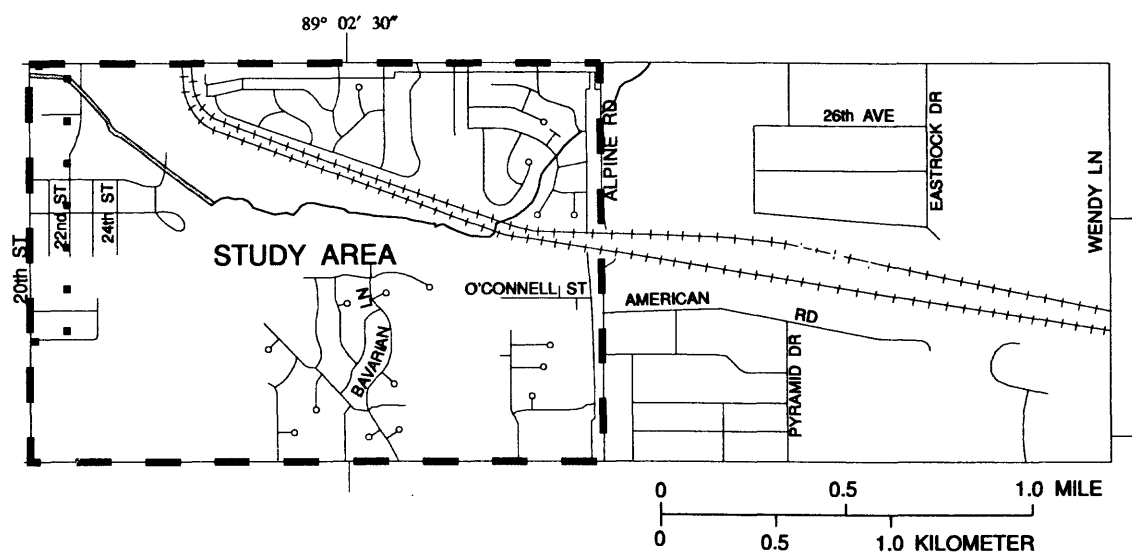 89° 02' 30"
26th AVE
EASTROCK DR
ALPINE RD
WENDY LN
22nd ST
24th ST
20th ST
STUDY AREA
O'CONNELL ST
BAVARIAN LN
AMERICAN RD
PYRAMID DR
0 0.5 1.0 MILE
0 0.5 1.0 KILOMETER